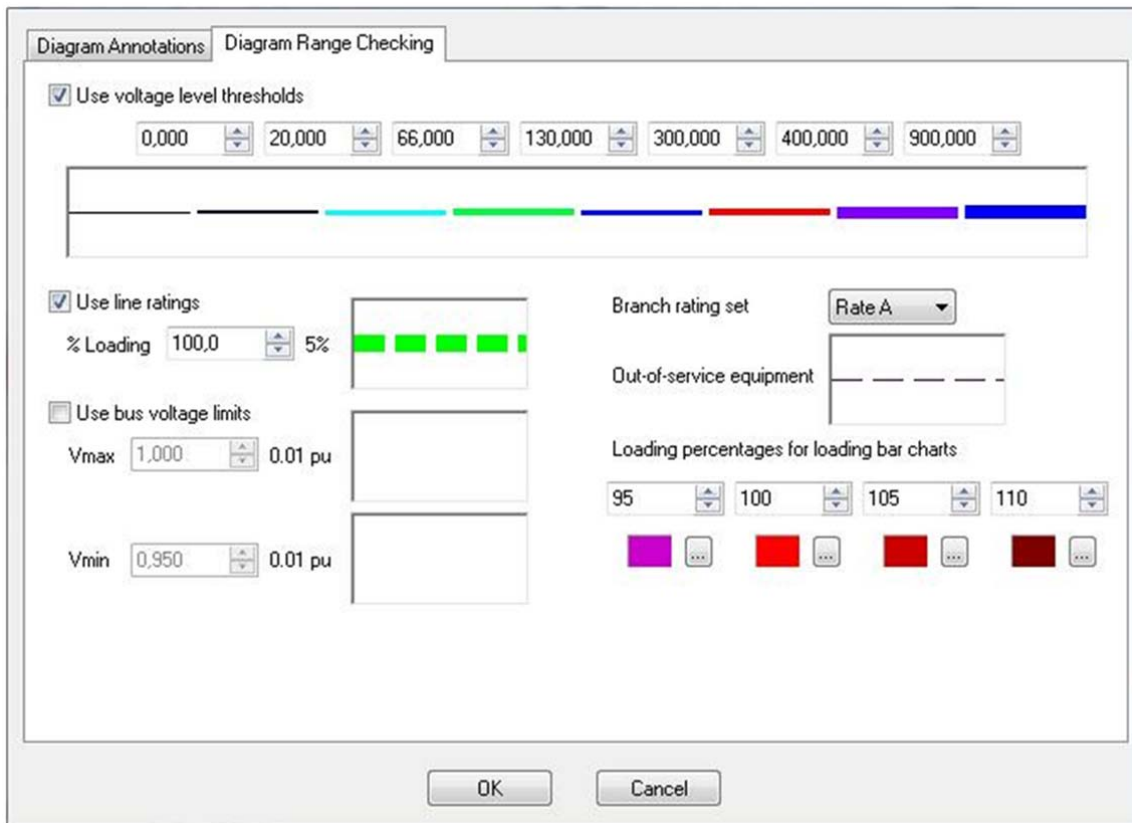 Diagram Annotations Diagram Range Checking
Use voltage level thresholds
0,000 20,000 66,000 130,000 300,000 400,000 900,000
Use line ratings
% Loading 100,0 5%
Branch rating set Rate A
Out-of-service equipment
Use bus voltage limits
Vmax 1,000 0.01 pu
Vmin 0,950 0.01 pu
Loading percentages for loading bar charts
95 100 105 110
... ... ... ...
OK Cancel